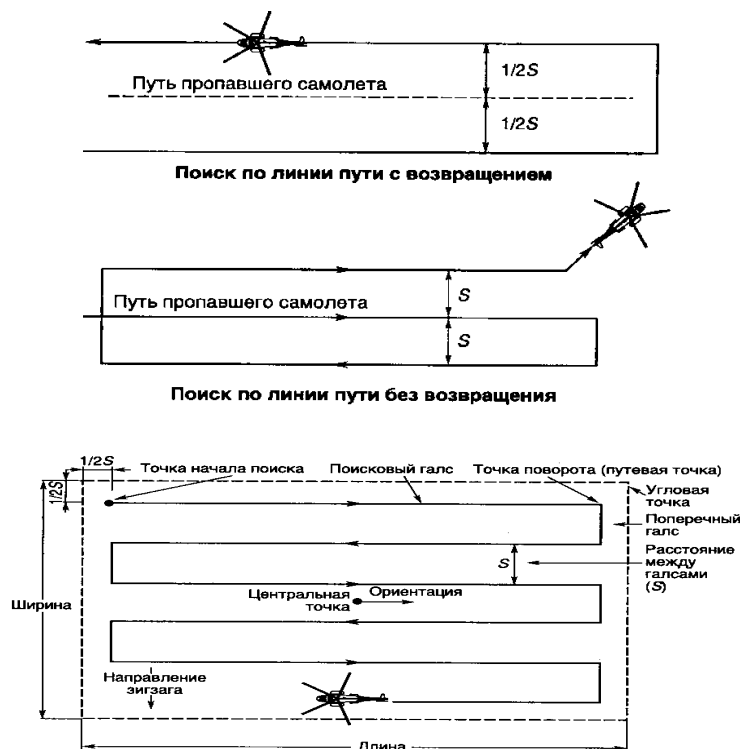 1/2S
Путь пропавшего самолета
1/2S
Поиск по линии пути с возвращением
Путь пропавшего самолета
S
S
Поиск по линии пути без возвращения
1/2S
Точка начала поиска
Поисковый галс
Точка поворота (путевая точка)
1/2S
Угловая
точка
Поперечный
галс
S
Расстояние
между
галсами
(S)
Ширина
Центральная
точка
Ориентация
Направление
зигзага
Длина